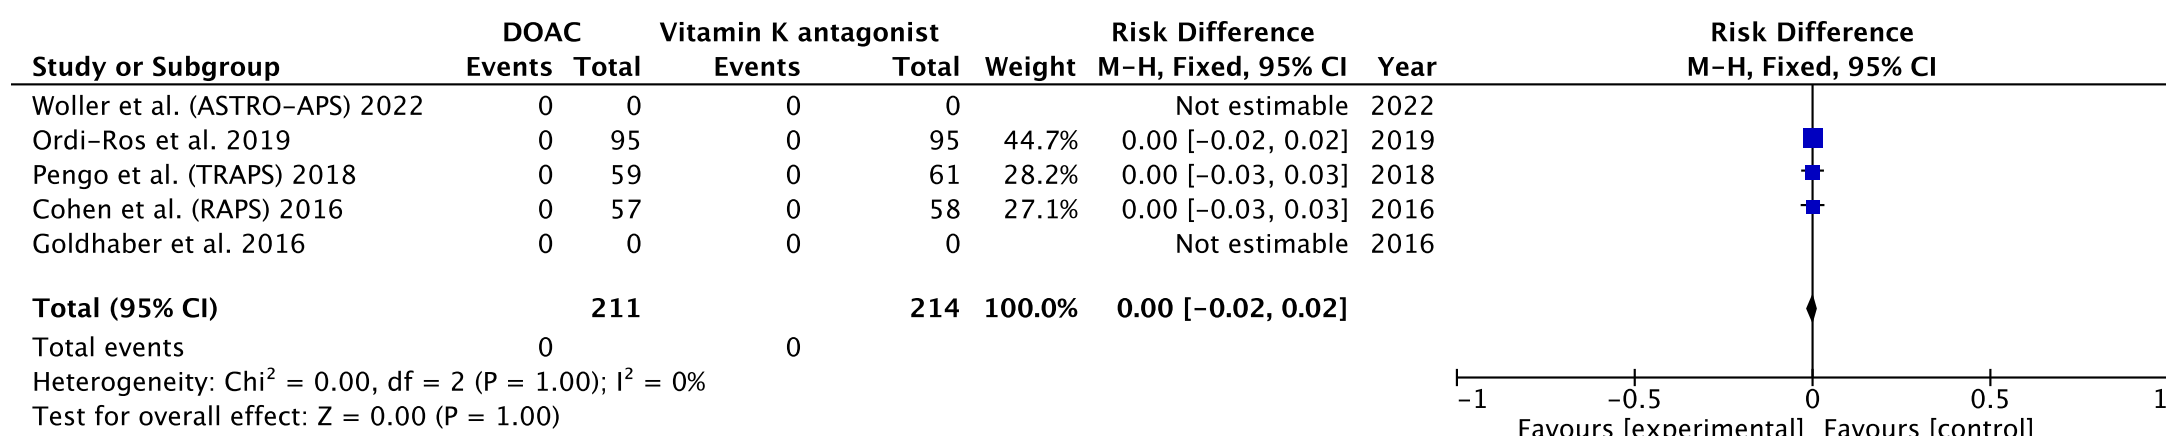 DOAC Vitamin K antagonist Risk Difference Risk Difference
Study or Subgroup Events Total Events Total Weight M–H, Fixed, 95% CI Year M–H, Fixed, 95% CI
Woller et al. (ASTRO–APS) 2022 0 0 0 0 Not estimable 2022
Ordi–Ros et al. 2019 0 95 0 95 44.7% 0.00 [–0.02, 0.02] 2019
Pengo et al. (TRAPS) 2018 0 59 0 61 28.2% 0.00 [–0.03, 0.03] 2018
Cohen et al. (RAPS) 2016 0 57 0 58 27.1% 0.00 [–0.03, 0.03] 2016
Goldhaber et al. 2016 0 0 0 0 Not estimable 2016
Total (95% CI) 211 214 100.0% 0.00 [–0.02, 0.02]
Total events 0 0
Heterogeneity: Chi² = 0.00, df = 2 (P = 1.00); I² = 0%
Test for overall effect: Z = 0.00 (P = 1.00)
–1 –0.5 0 0.5 1
Favours [experimental] Favours [control]